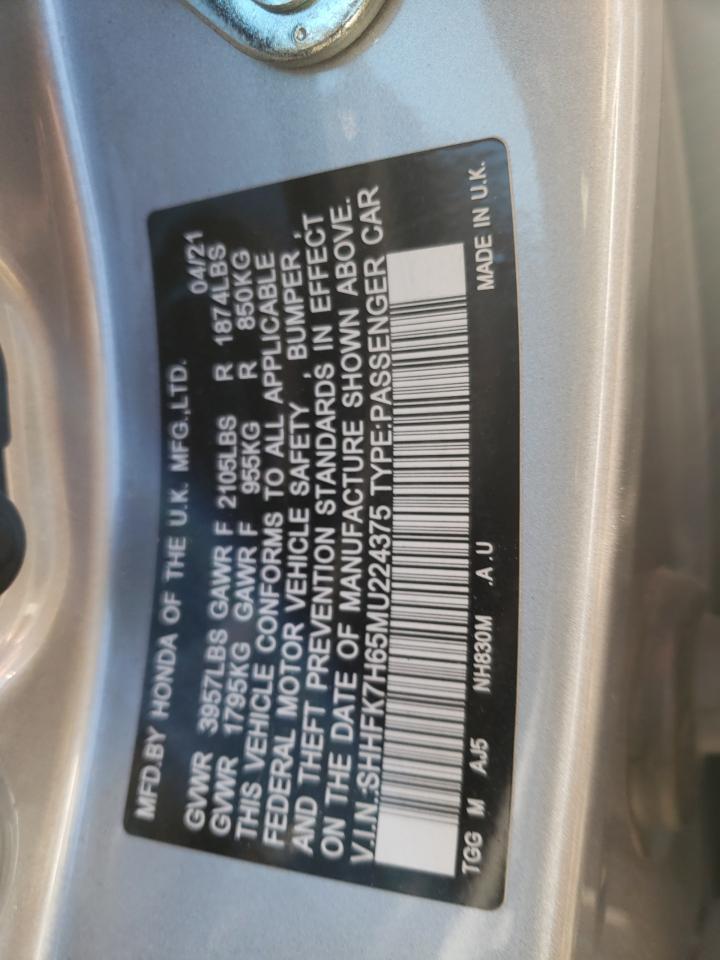 MFD.BY HONDA OF THE U.K. MFG.,LTD. 04/21
GVWR 3957LBS GAWR F 2105LBS R 1874LBS
GVWR 1795KG GAWR F 955KG R 850KG
THIS VEHICLE CONFORMS TO ALL APPLICABLE
FEDERAL MOTOR VEHICLE SAFETY, BUMPER,
AND THEFT PREVENTION STANDARDS IN EFFECT
ON THE DATE OF MANUFACTURE SHOWN ABOVE.
V.I.N.:SHHFK7H65MU224375 TYPE:PASSENGER CAR
TGG M AJ5 NH830M .A .U MADE IN U.K.